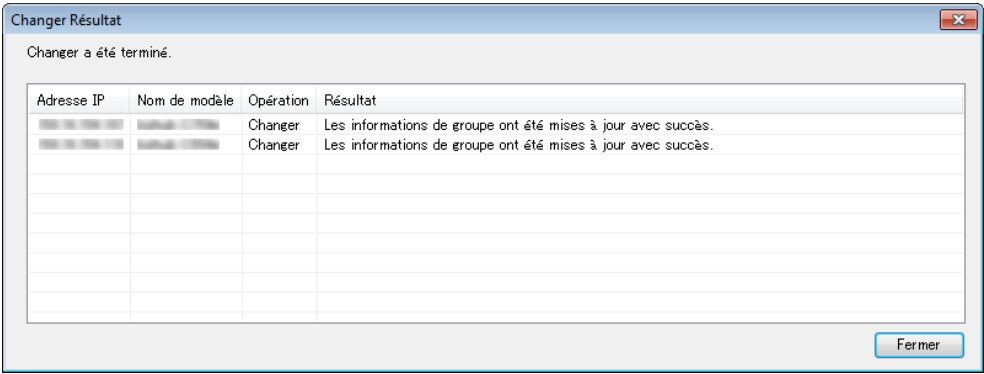 Changer Résultat
Changer a été terminé.
Adresse IP Nom de modèle Opération Résultat
Changer Les informations de groupe ont été mises à jour avec succès.
Changer Les informations de groupe ont été mises à jour avec succès.
Fermer